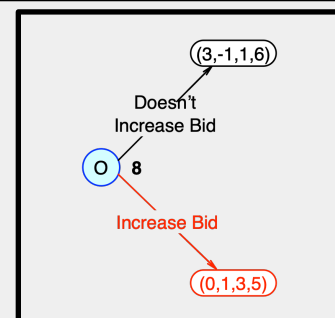 (3,-1,1,6)
Doesn't
Increase Bid
O
8
Increase Bid
(0,1,3,5)